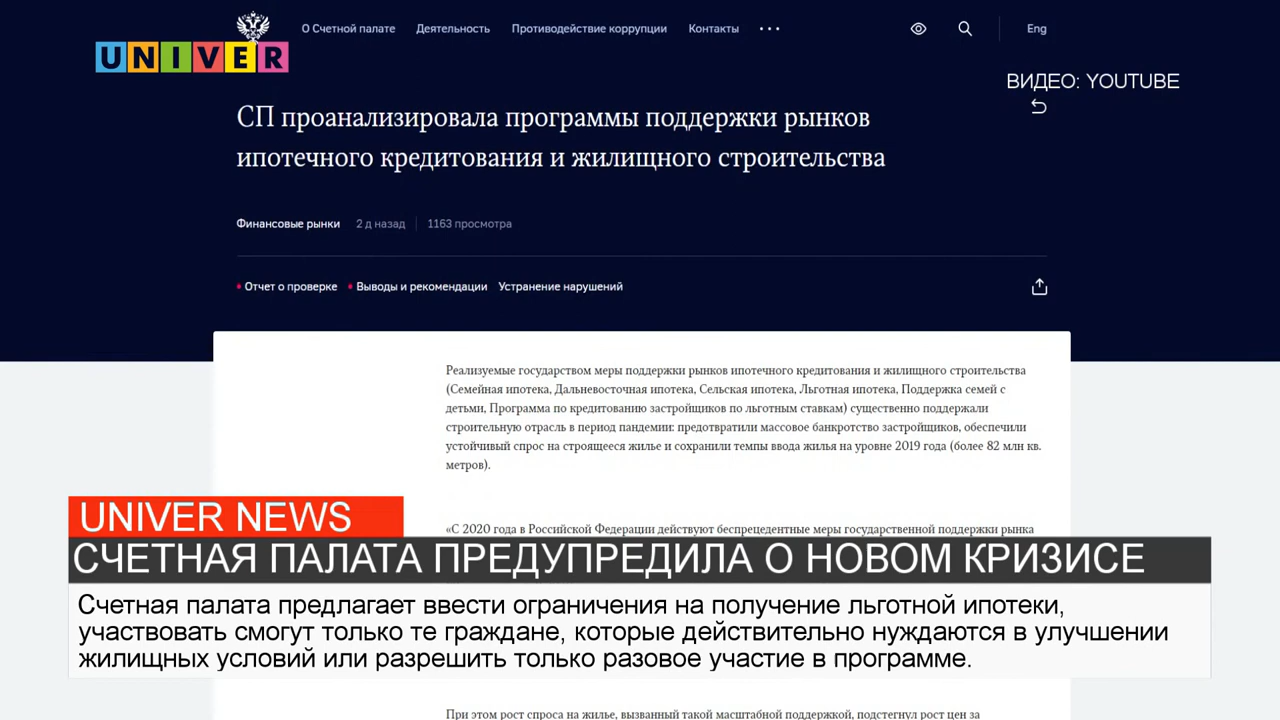 О Счетной палате Деятельность Противодействие коррупции Контакты ••• Eng
UNIVER
ВИДЕО: YOUTUBE
СП проанализировала программы поддержки рынков
ипотечного кредитования и жилищного строительства
Финансовые рынки 2 д назад 1163 просмотра
Отчет о проверке Выводы и рекомендации Устранение нарушений
Реализуемые государством меры поддержки рынков ипотечного кредитования и жилищного строительства
(Семейная ипотека, Дальневосточная ипотека, Сельская ипотека, Льготная ипотека, Поддержка семей с
детьми, Программа по кредитованию застройщиков по льготным ставкам) существенно поддержали
строительную отрасль в период пандемии: предотвратили массовое банкротство застройщиков, обеспечили
устойчивый спрос на строящееся жилье и сохранили темпы ввода жилья на уровне 2019 года (более 82 млн кв.
метров).
«С 2020 года в Российской Федерации действуют беспрецедентные меры государственной поддержки рынка
UNIVER NEWS
СЧЕТНАЯ ПАЛАТА ПРЕДУПРЕДИЛА О НОВОМ КРИЗИСЕ
Счетная палата предлагает ввести ограничения на получение льготной ипотеки,
участвовать смогут только те граждане, которые действительно нуждаются в улучшении
жилищных условий или разрешить только разовое участие в программе.
При этом рост спроса на жилье, вызванный такой масштабной поддержкой, подстегнул рост цен за